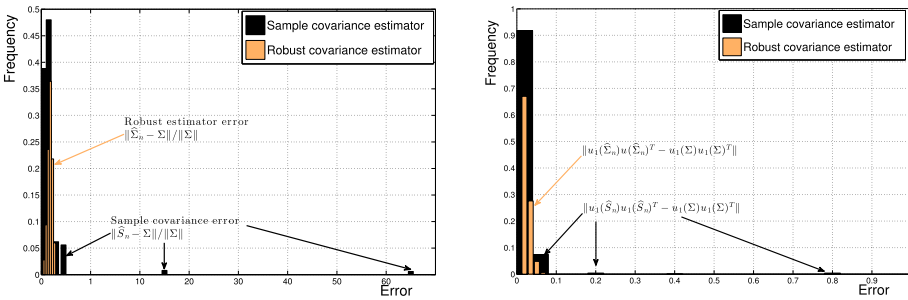 Sample covariance estimator
Robust covariance estimator
Frequency
0.5
0.45
0.4
0.35
0.3
0.25
0.2
0.15
0.1
0.05
0
Robust estimator error
‖Σ̂ₙ − Σ‖/‖Σ‖
Sample covariance error
‖Ŝₙ − Σ‖/‖Σ‖
0 10 20 30 40 50 60
Error
Sample covariance estimator
Robust covariance estimator
Frequency
1
0.9
0.8
0.7
0.6
0.5
0.4
0.3
0.2
0.1
0
‖u₁(Σ̂ₙ)u(Σ̂ₙ)ᵀ − u₁(Σ)u₁(Σ)ᵀ‖
‖u₁(Ŝₙ)u₁(Ŝₙ)ᵀ − u₁(Σ)u₁(Σ)ᵀ‖
0 0.1 0.2 0.3 0.4 0.5 0.6 0.7 0.8 0.9
Error